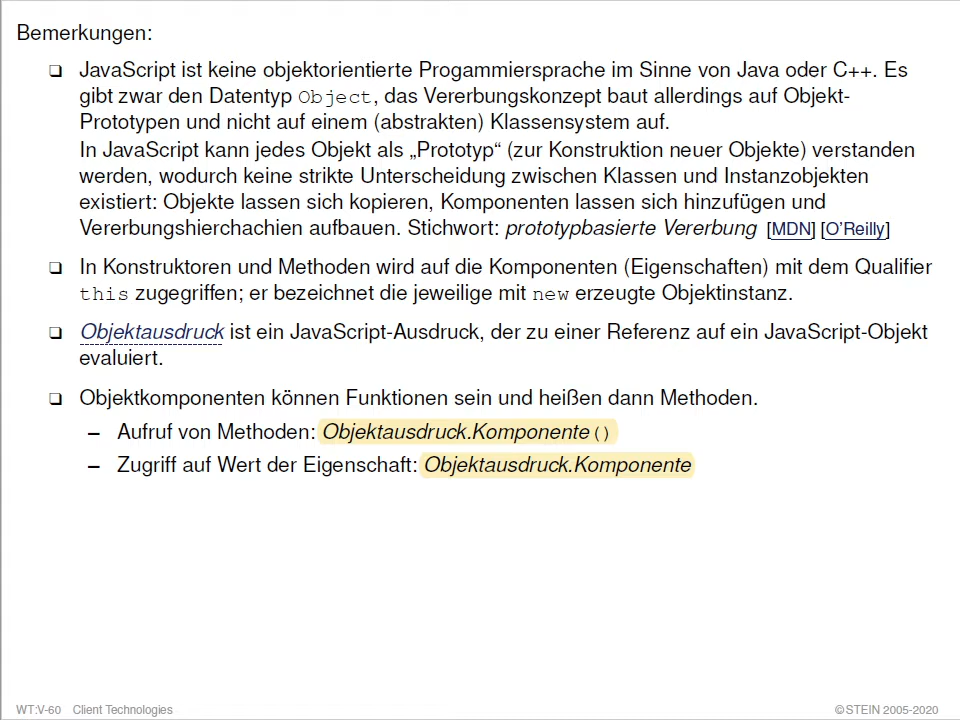 Bemerkungen:
❑ JavaScript ist keine objektorientierte Progammiersprache im Sinne von Java oder C++. Es
gibt zwar den Datentyp Object, das Vererbungskonzept baut allerdings auf Objekt-
Prototypen und nicht auf einem (abstrakten) Klassensystem auf.
In JavaScript kann jedes Objekt als „Prototyp“ (zur Konstruktion neuer Objekte) verstanden
werden, wodurch keine strikte Unterscheidung zwischen Klassen und Instanzobjekten
existiert: Objekte lassen sich kopieren, Komponenten lassen sich hinzufügen und
Vererbungshierchachien aufbauen. Stichwort: prototypbasierte Vererbung [MDN] [O’Reilly]
❑ In Konstruktoren und Methoden wird auf die Komponenten (Eigenschaften) mit dem Qualifier
this zugegriffen; er bezeichnet die jeweilige mit new erzeugte Objektinstanz.
❑ Objektausdruck ist ein JavaScript-Ausdruck, der zu einer Referenz auf ein JavaScript-Objekt
evaluiert.
❑ Objektkomponenten können Funktionen sein und heißen dann Methoden.
– Aufruf von Methoden: Objektausdruck.Komponente()
– Zugriff auf Wert der Eigenschaft: Objektausdruck.Komponente
WT:V-60 Client Technologies ©STEIN 2005-2020